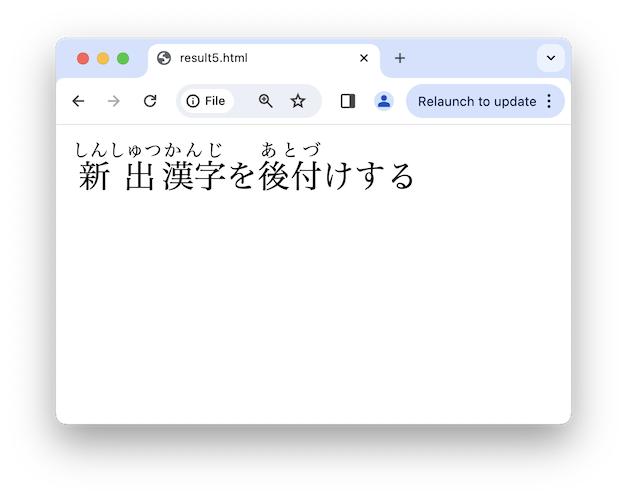 result5.html
File
Relaunch to update
しんしゅつかんじ あとづ
新出漢字を後付けする